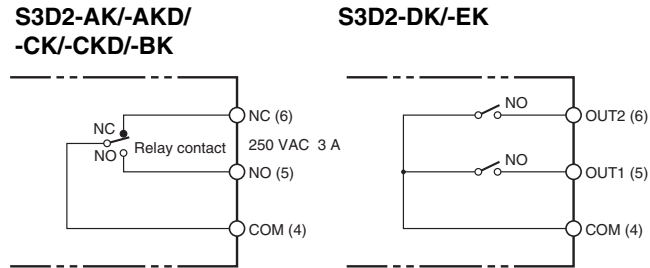 S3D2-AK/-AKD/
-CK/-CKD/-BK
NC (6)
NC
Relay contact
250 VAC 3 A
NO
NO (5)
COM (4)
S3D2-DK/-EK
NO
OUT2 (6)
NO
OUT1 (5)
COM (4)